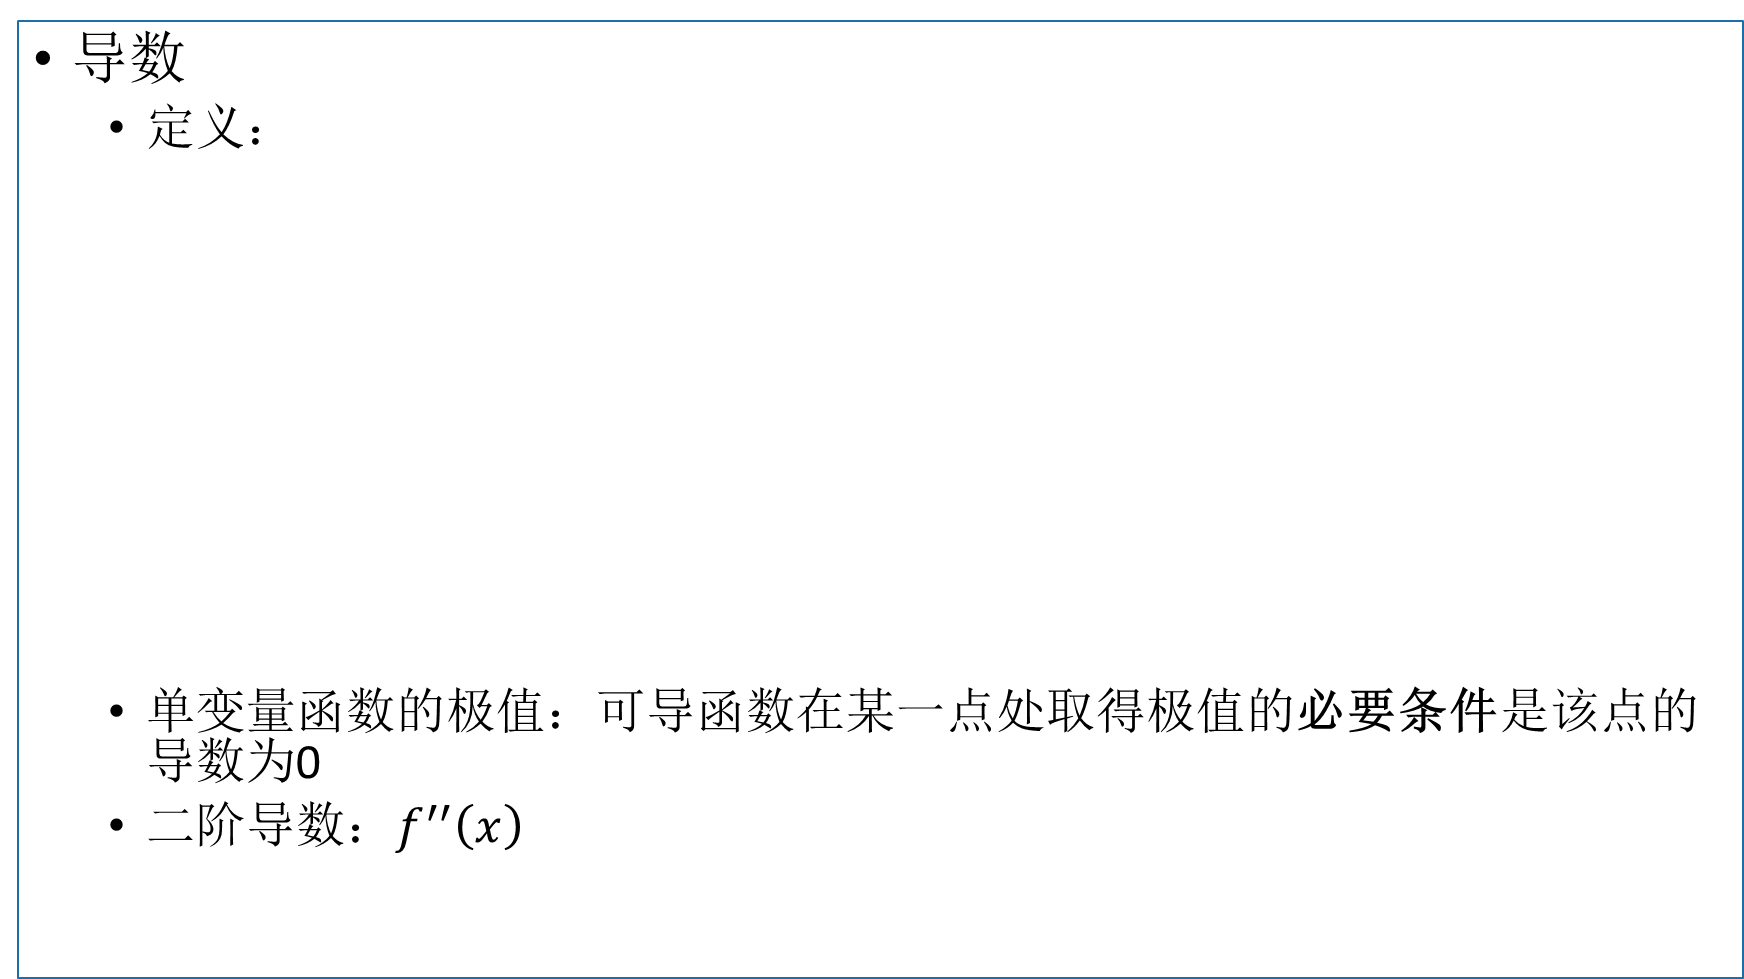 • 导数
• 定义：
• 单变量函数的极值：可导函数在某一点处取得极值的必要条件是该点的
导数为0
• 二阶导数：𝑓′′(𝑥)